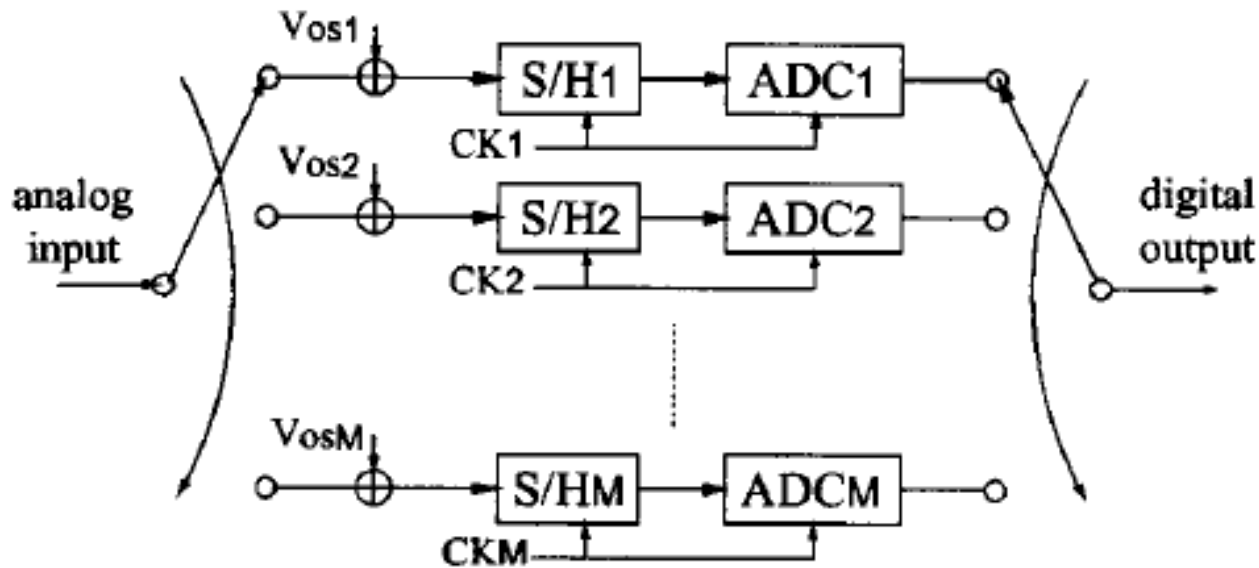 Vos1
S/H1
ADC1
CK1
Vos2
analog
input
S/H2
ADC2
digital
output
CK2
VosM
S/HM
ADCM
CKM